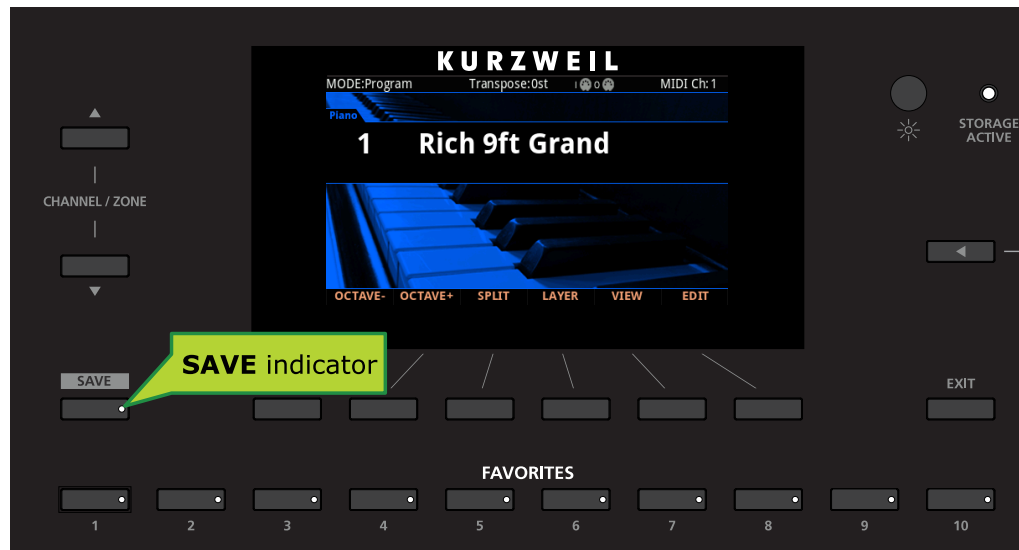 KURZWEIL
MODE:Program Transpose:0st I O MIDI Ch:1
Piano
1 Rich 9ft Grand
OCTAVE- OCTAVE+ SPLIT LAYER VIEW EDIT
CHANNEL / ZONE
STORAGE
ACTIVE
SAVE indicator
SAVE
EXIT
FAVORITES
1 2 3 4 5 6 7 8 9 10